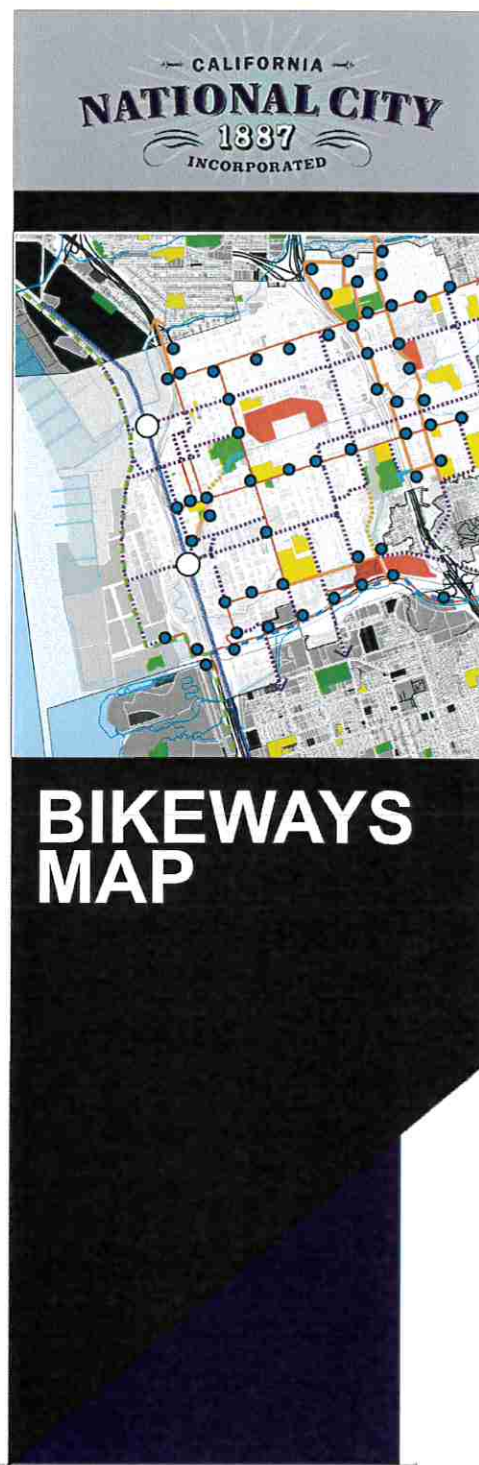 CALIFORNIA
NATIONAL CITY
1887
INCORPORATED
BIKEWAYS
MAP